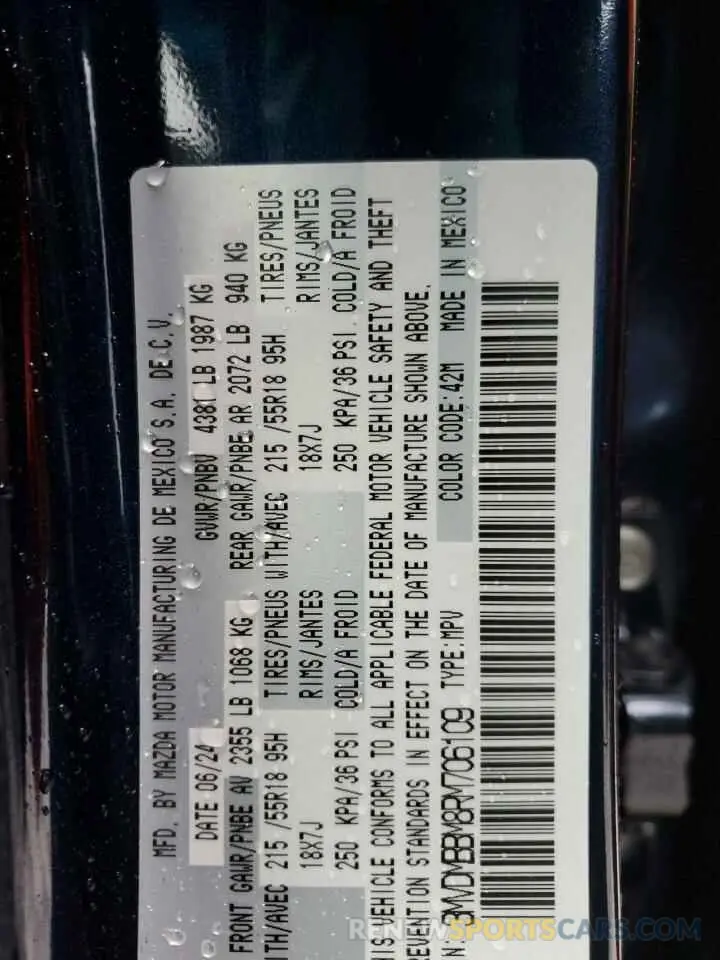 MFD. BY MAZDA MOTOR MANUFACTURING DE MEXICO S.A. DE C.V.
DATE 06/24 GVWR/PNBV 4381 LB 1987 KG
FRONT GAWR/PNBE AV 2355 LB 1068 KG REAR GAWR/PNBE AR 2072 LB 940 KG
WITH/AVEC 215 /55R18 95H TIRES/PNEUS WITH/AVEC 215 /55R18 95H TIRES/PNEUS
18X7J RIMS/JANTES 18X7J RIMS/JANTES
250 KPA/36 PSI COLD/A FROID 250 KPA/36 PSI. COLD/A FROID
VEHICLE CONFORMS TO ALL APPLICABLE FEDERAL MOTOR VEHICLE SAFETY AND THEFT
STANDARDS IN EFFECT ON THE DATE OF MANUFACTURE SHOWN ABOVE.
3MVDMBBM8RM706109 TYPE:MPV COLOR CODE:42M MADE IN MEXICO
RENEWSPORTSCARS.COM